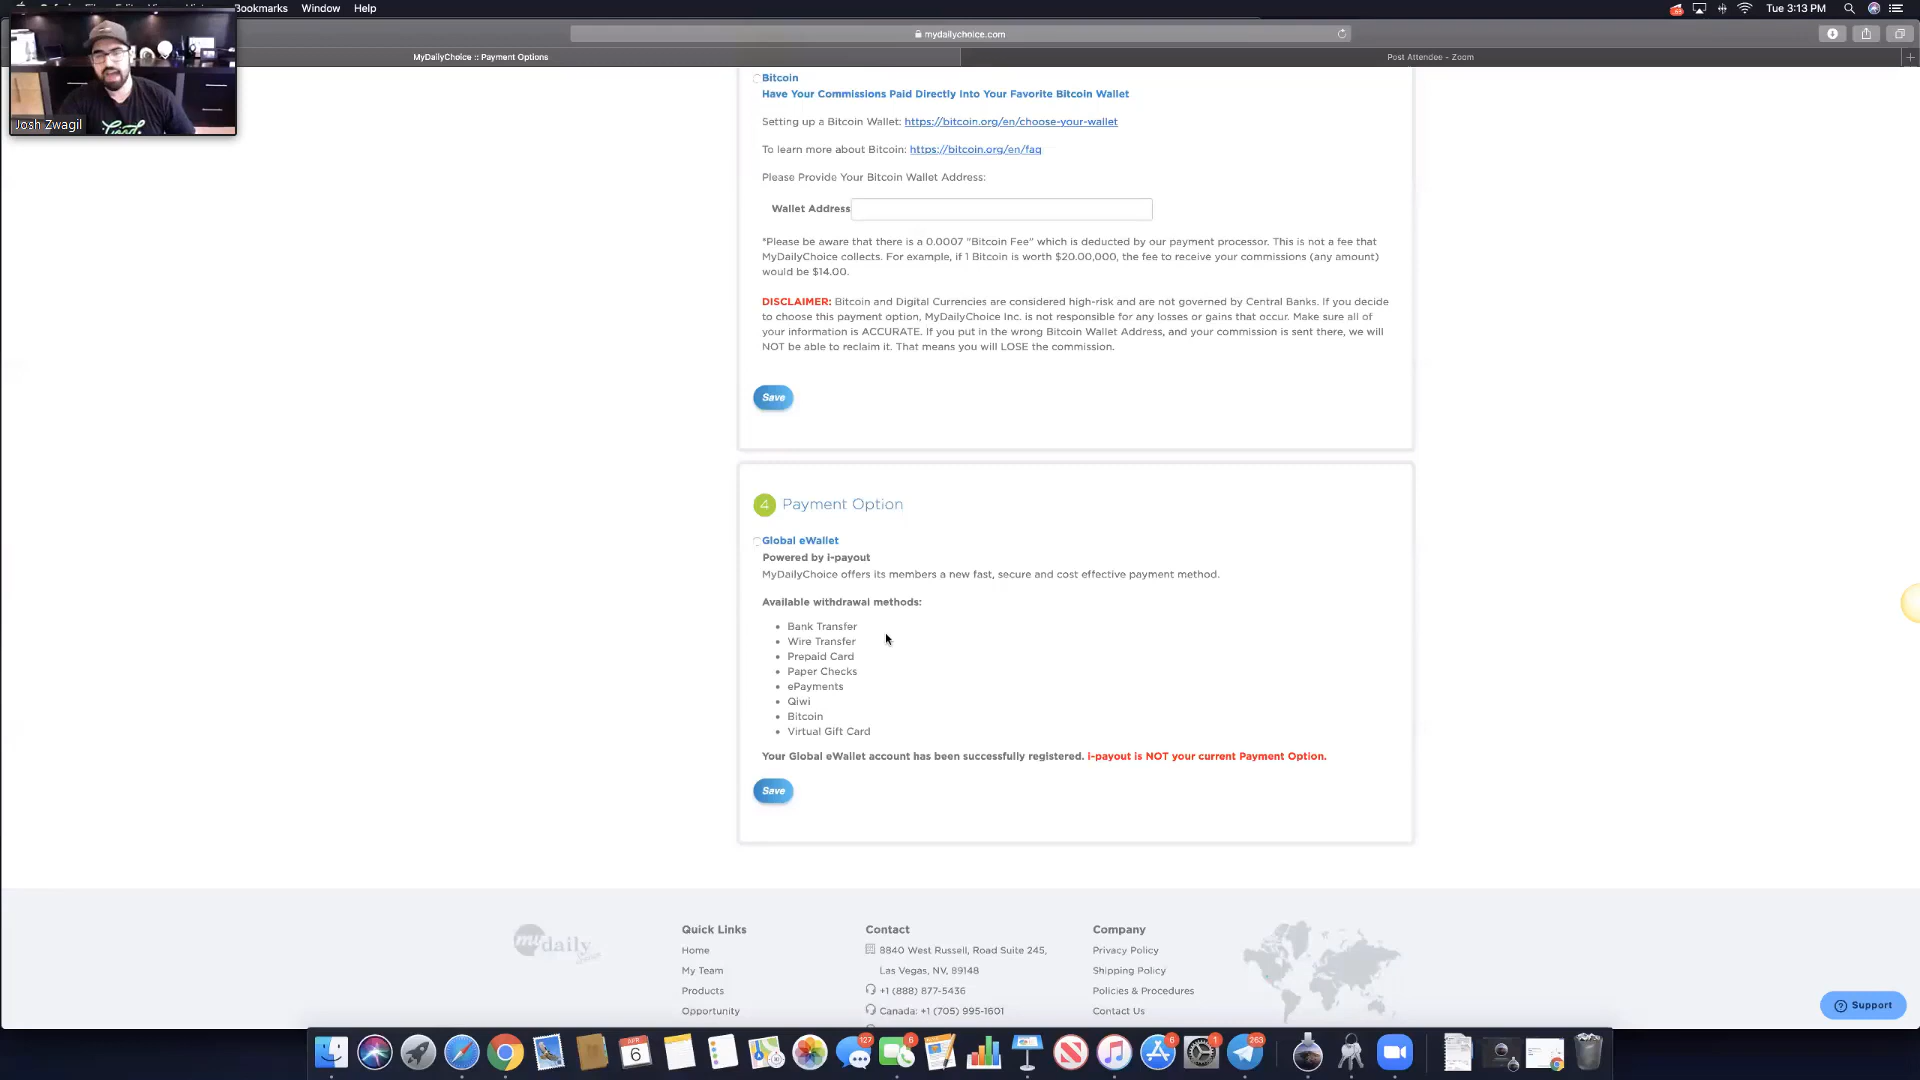 Bookmarks Window Help
Tue 3:13 PM
mydailychoice.com
MyDailyChoice :: Payment Options
Post Attendee - Zoom
Josh Zwagil
Bitcoin
Have Your Commissions Paid Directly Into Your Favorite Bitcoin Wallet
Setting up a Bitcoin Wallet: https://bitcoin.org/en/choose-your-wallet
To learn more about Bitcoin: https://bitcoin.org/en/faq
Please Provide Your Bitcoin Wallet Address:
Wallet Address
*Please be aware that there is a 0.0007 "Bitcoin Fee" which is deducted by our payment processor. This is not a fee that
MyDailyChoice collects. For example, if 1 Bitcoin is worth $20.00,000, the fee to receive your commissions (any amount)
would be $14.00.
DISCLAIMER: Bitcoin and Digital Currencies are considered high-risk and are not governed by Central Banks. If you decide
to choose this payment option, MyDailyChoice Inc. is not responsible for any losses or gains that occur. Make sure all of
your information is ACCURATE. If you put in the wrong Bitcoin Wallet Address, and your commission is sent there, we will
NOT be able to reclaim it. That means you will LOSE the commission.
Save
4 Payment Option
Global eWallet
Powered by i-payout
MyDailyChoice offers its members a new fast, secure and cost effective payment method.
Available withdrawal methods:
• Bank Transfer
• Wire Transfer
• Prepaid Card
• Paper Checks
• ePayments
• Qiwi
• Bitcoin
• Virtual Gift Card
Your Global eWallet account has been successfully registered. i-payout is NOT your current Payment Option.
Save
my daily
Quick Links
Home
My Team
Products
Opportunity
Contact
8840 West Russell, Road Suite 245,
Las Vegas, NV, 89148
+1 (888) 877-5436
Canada: +1 (705) 995-1601
Company
Privacy Policy
Shipping Policy
Policies & Procedures
Contact Us
Support
APR
6
127
6
6
1
263